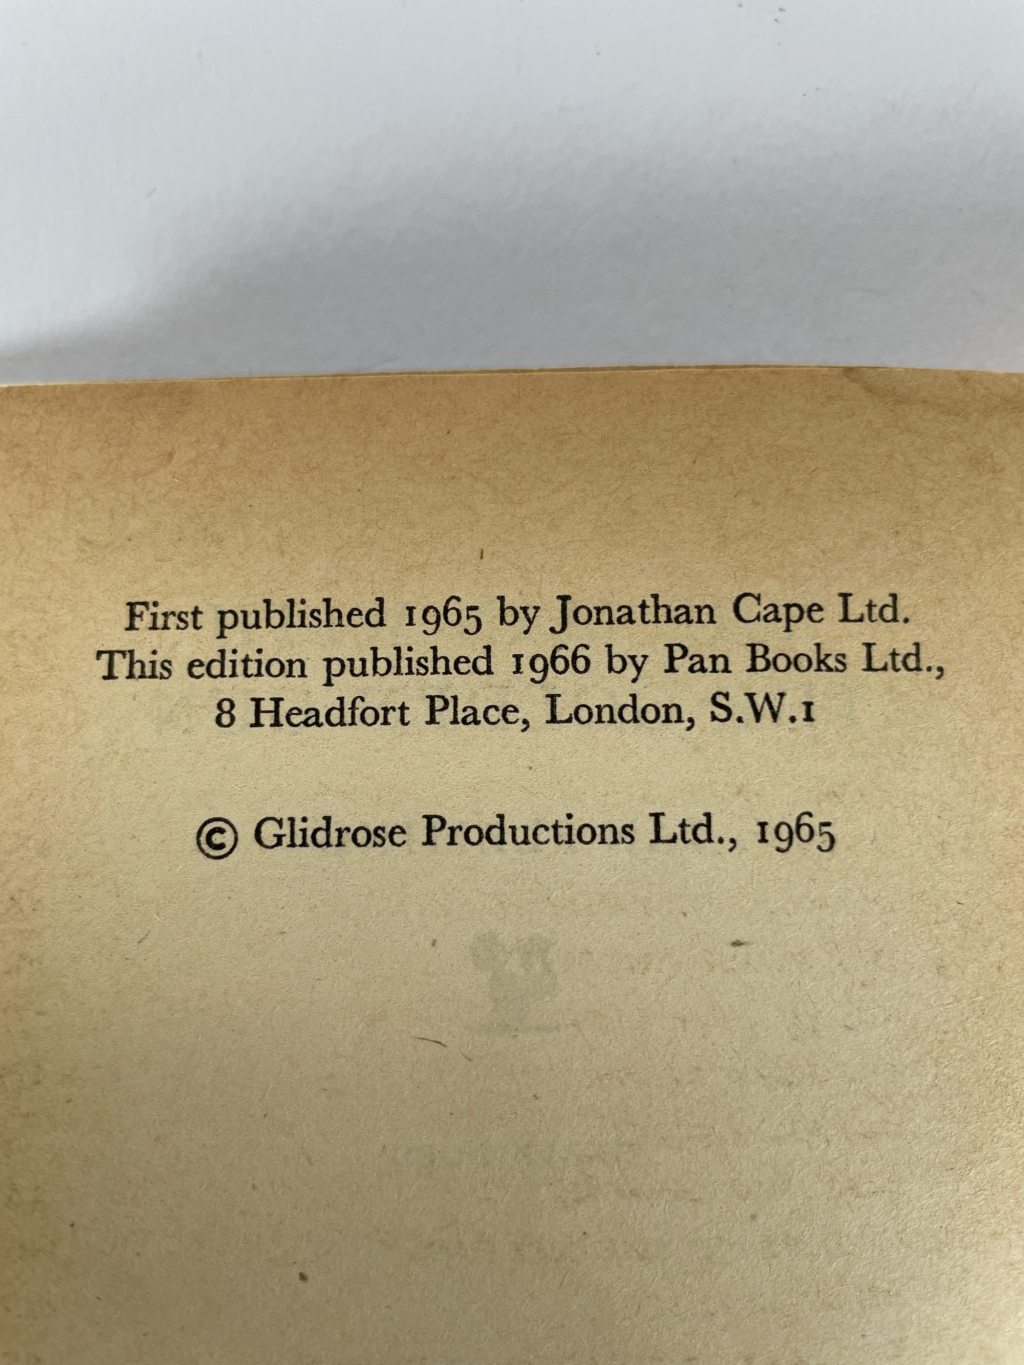 First published 1965 by Jonathan Cape Ltd.
This edition published 1966 by Pan Books Ltd.,
8 Headfort Place, London, S.W.1
© Glidrose Productions Ltd., 1965